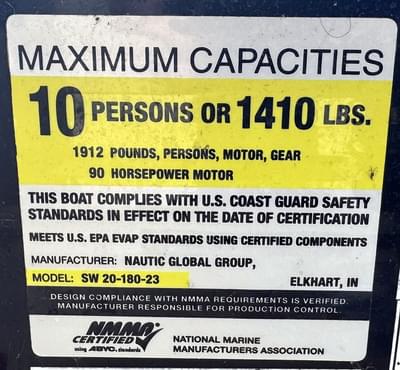 MAXIMUM CAPACITIES
10 PERSONS OR 1410 LBS.
1912 POUNDS, PERSONS, MOTOR, GEAR
90 HORSEPOWER MOTOR
THIS BOAT COMPLIES WITH U.S. COAST GUARD SAFETY
STANDARDS IN EFFECT ON THE DATE OF CERTIFICATION
MEETS U.S. EPA EVAP STANDARDS USING CERTIFIED COMPONENTS
MANUFACTURER: NAUTIC GLOBAL GROUP,
MODEL: SW 20-180-23 ELKHART, IN
DESIGN COMPLIANCE WITH NMMA REQUIREMENTS IS VERIFIED.
MANUFACTURER RESPONSIBLE FOR PRODUCTION CONTROL.
NMMA®
CERTIFIED
using ABYC. standards
NATIONAL MARINE
MANUFACTURERS ASSOCIATION